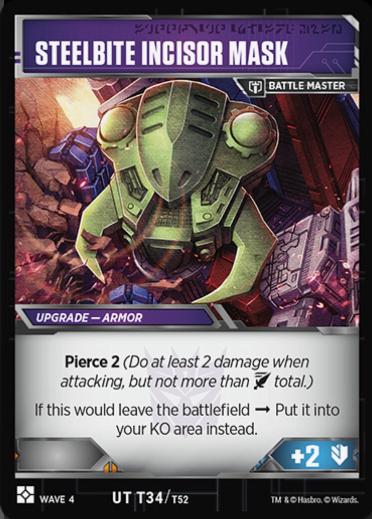 STEELBITE INCISOR MASK
BATTLE MASTER
UPGRADE — ARMOR
Pierce 2 (Do at least 2 damage when
attacking, but not more than total.)
If this would leave the battlefield → Put it into
your KO area instead.
+2
WAVE 4 UT T34/T52 TM & © Hasbro. © Wizards.